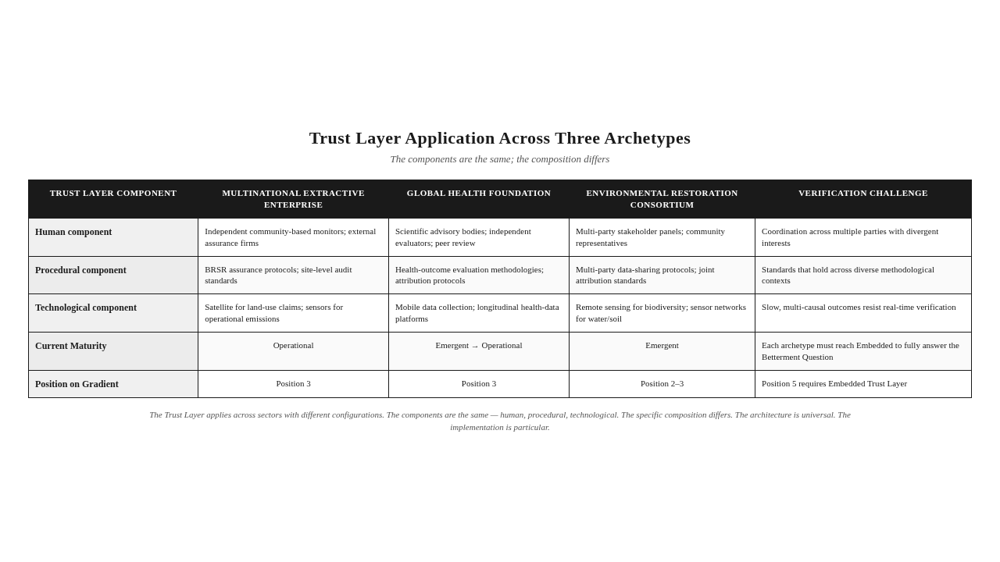 Trust Layer Application Across Three Archetypes
The components are the same; the composition differs
TRUST LAYER COMPONENT
MULTINATIONAL EXTRACTIVE
ENTERPRISE
GLOBAL HEALTH FOUNDATION
ENVIRONMENTAL RESTORATION
CONSORTIUM
VERIFICATION CHALLENGE
Human component
Independent community-based monitors; external
assurance firms
Scientific advisory bodies; independent
evaluators; peer review
Multi-party stakeholder panels; community
representatives
Coordination across multiple parties with divergent
interests
Procedural component
BRSR assurance protocols; site-level audit
standards
Health-outcome evaluation methodologies;
attribution protocols
Multi-party data-sharing protocols; joint
attribution standards
Standards that hold across diverse methodological
contexts
Technological component
Satellite for land-use claims; sensors for
operational emissions
Mobile data collection; longitudinal health-data
platforms
Remote sensing for biodiversity; sensor networks
for water/soil
Slow, multi-causal outcomes resist real-time verification
Current Maturity
Operational
Emergent → Operational
Emergent
Each archetype must reach Embedded to fully answer the
Betterment Question
Position on Gradient
Position 3
Position 3
Position 2–3
Position 5 requires Embedded Trust Layer
The Trust Layer applies across sectors with different configurations. The components are the same — human, procedural, technological. The specific composition differs. The architecture is universal. The
implementation is particular.